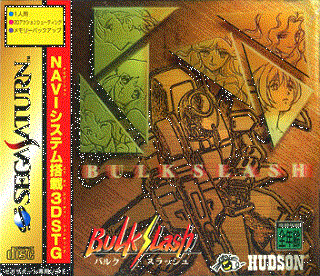 1人用
3Dアクションシューティング
メモリーバックアップ
SEGA SATURN
NAVIシステム搭載3DSTG
BULK SLASH
Bulk Slash
バルク スラッシュ
HUDSON